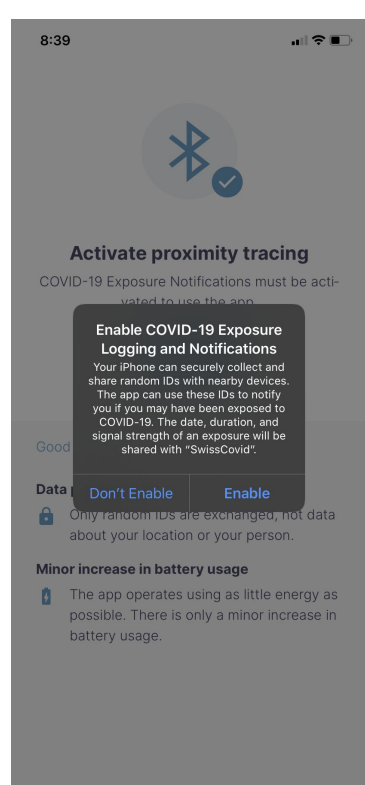 8:39
Activate proximity tracing
COVID-19 Exposure Notifications must be acti-
vated to use the app.
Enable COVID-19 Exposure
Logging and Notifications
Your iPhone can securely collect and
share random IDs with nearby devices.
The app can use these IDs to notify
you if you may have been exposed to
COVID-19. The date, duration, and
signal strength of an exposure will be
shared with “SwissCovid”.
Don’t Enable Enable
Good
Data
Only random IDs are exchanged, not data
about your location or your person.
Minor increase in battery usage
The app operates using as little energy as
possible. There is only a minor increase in
battery usage.